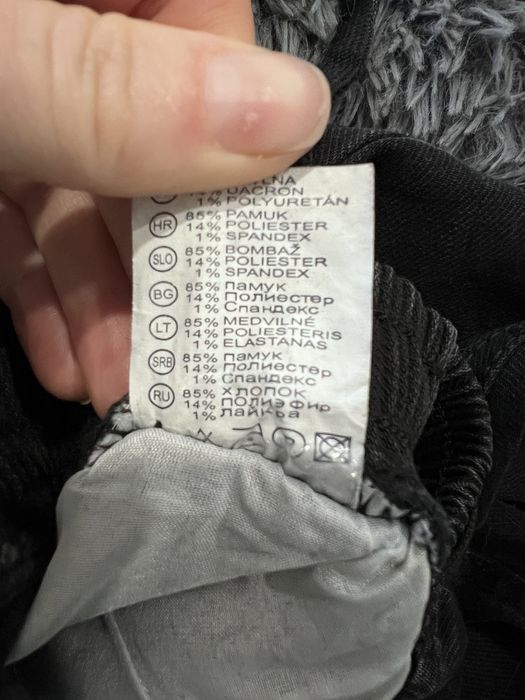 1% POLYURETÁN
HR 85% PAMUK
14% POLIESTER
1% SPANDEX
SLO 85% BOMBAŽ
14% POLIESTER
1% SPANDEX
BG 85% памук
14% Полиестер
1% Спандекс
LT 85% MEDVILNĖ
14% POLIESTERIS
1% ELASTANAS
SRB 85% памук
14% Полиестер
1% Спандекс
RU 85% хлопок
14% полиэфир
1% лайкра